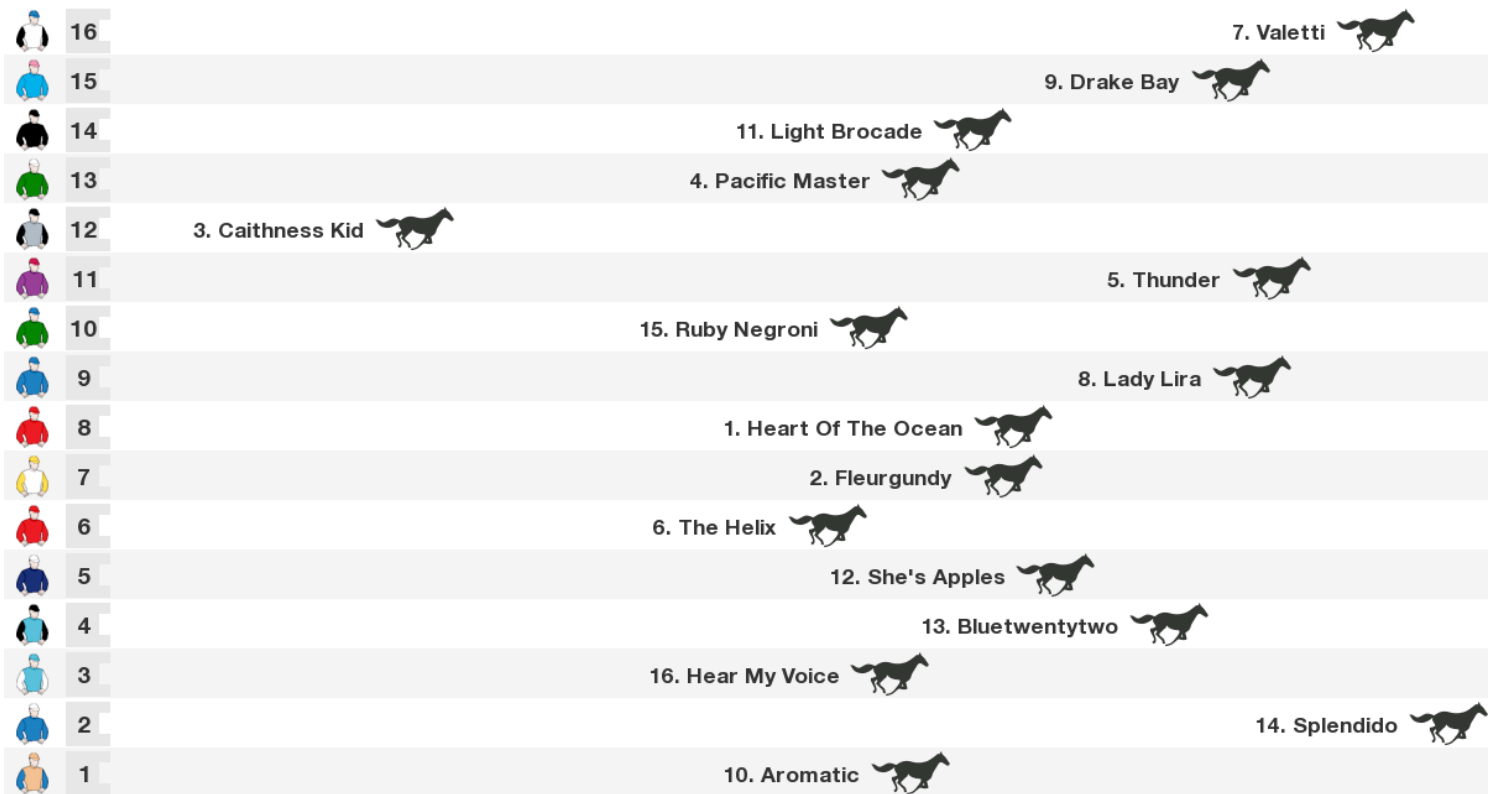 16 7. Valetti
15 9. Drake Bay
14 11. Light Brocade
13 4. Pacific Master
12 3. Caithness Kid
11 5. Thunder
10 15. Ruby Negroni
9 8. Lady Lira
8 1. Heart Of The Ocean
7 2. Fleurgundy
6 6. The Helix
5 12. She's Apples
4 13. Bluetwentytwo
3 16. Hear My Voice
2 14. Splendido
1 10. Aromatic